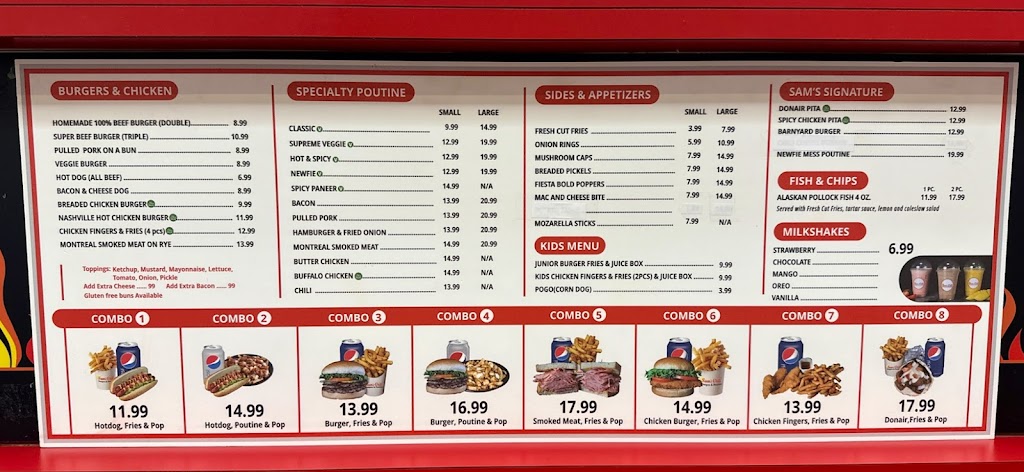 BURGERS & CHICKEN
HOMEMADE 100% BEEF BURGER (DOUBLE) 8.99
SUPER BEEF BURGER (TRIPLE) 10.99
PULLED PORK ON A BUN 8.99
VEGGIE BURGER 8.99
HOT DOG (ALL BEEF) 6.99
BACON & CHEESE DOG 8.99
BREADED CHICKEN BURGER 9.99
NASHVILLE HOT CHICKEN BURGER 11.99
CHICKEN FINGERS & FRIES (4 pcs) 12.99
MONTREAL SMOKED MEAT ON RYE 13.99
Toppings: Ketchup, Mustard, Mayonnaise, Lettuce,
Tomato, Onion, Pickle
Add Extra Cheese ...... 99 Add Extra Bacon ...... 99
Gluten free buns Available
SPECIALTY POUTINE
SMALL LARGE
CLASSIC 9.99 14.99
SUPREME VEGGIE 12.99 19.99
HOT & SPICY 12.99 19.99
NEWFIE 12.99 19.99
SPICY PANEER 14.99 N/A
BACON 13.99 20.99
PULLED PORK 13.99 20.99
HAMBURGER & FRIED ONION 13.99 20.99
MONTREAL SMOKED MEAT 14.99 20.99
BUTTER CHICKEN 14.99 N/A
BUFFALO CHICKEN 14.99 N/A
CHILI 13.99 N/A
SIDES & APPETIZERS
SMALL LARGE
FRESH CUT FRIES 3.99 7.99
ONION RINGS 5.99 10.99
MUSHROOM CAPS 7.99 14.99
BREADED PICKELS 7.99 14.99
FIESTA BOLD POPPERS 7.99 14.99
MAC AND CHEESE BITE 7.99 14.99
MOZARELLA STICKS 7.99 N/A
KIDS MENU
JUNIOR BURGER FRIES & JUICE BOX 9.99
KIDS CHICKEN FINGERS & FRIES (2PCS) & JUICE BOX 9.99
POGO(CORN DOG) 3.99
SAM'S SIGNATURE
DONAIR PITA 12.99
SPICY CHICKEN PITA 12.99
BARNYARD BURGER 12.99
NEWFIE MESS POUTINE 19.99
FISH & CHIPS
1 PC. 2 PC.
ALASKAN POLLOCK FISH 4 OZ. 11.99 17.99
Served with Fresh Cut Fries, tartar sauce, lemon and coleslaw salad
MILKSHAKES
STRAWBERRY 6.99
CHOCOLATE
MANGO
OREO
VANILLA
COMBO 1
11.99
Hotdog, Fries & Pop
COMBO 2
14.99
Hotdog, Poutine & Pop
COMBO 3
13.99
Burger, Fries & Pop
COMBO 4
16.99
Burger, Poutine & Pop
COMBO 5
17.99
Smoked Meat, Fries & Pop
COMBO 6
14.99
Chicken Burger, Fries & Pop
COMBO 7
13.99
Chicken Fingers, Fries & Pop
COMBO 8
17.99
Donair,Fries & Pop